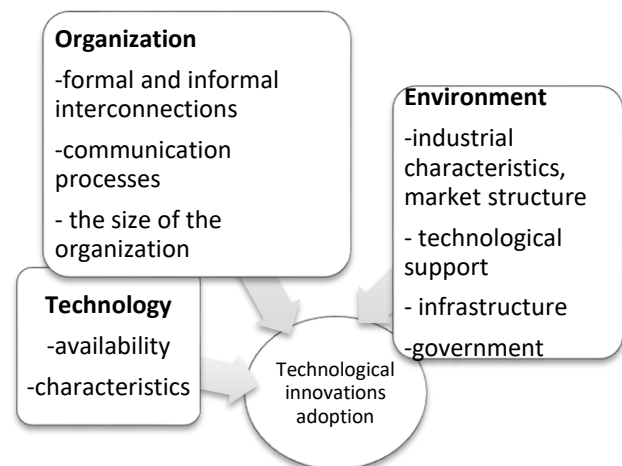 Organization
-formal and informal
interconnections
-communication
processes
- the size of the
organization
Environment
-industrial
characteristics,
market structure
- technological
support
- infrastructure
-government
Technology
-availability
-characteristics
Technological
innovations
adoption